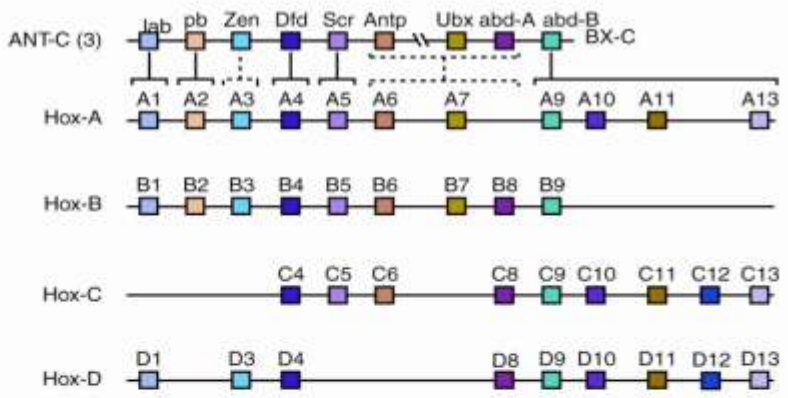 lab pb Zen Dfd Scr Antp Ubx abd-A abd-B
ANT-C (3) BX-C
A1 A2 A3 A4 A5 A6 A7 A9 A10 A11 A13
Hox-A
B1 B2 B3 B4 B5 B6 B7 B8 B9
Hox-B
C4 C5 C6 C8 C9 C10 C11 C12 C13
Hox-C
D1 D3 D4 D8 D9 D10 D11 D12 D13
Hox-D